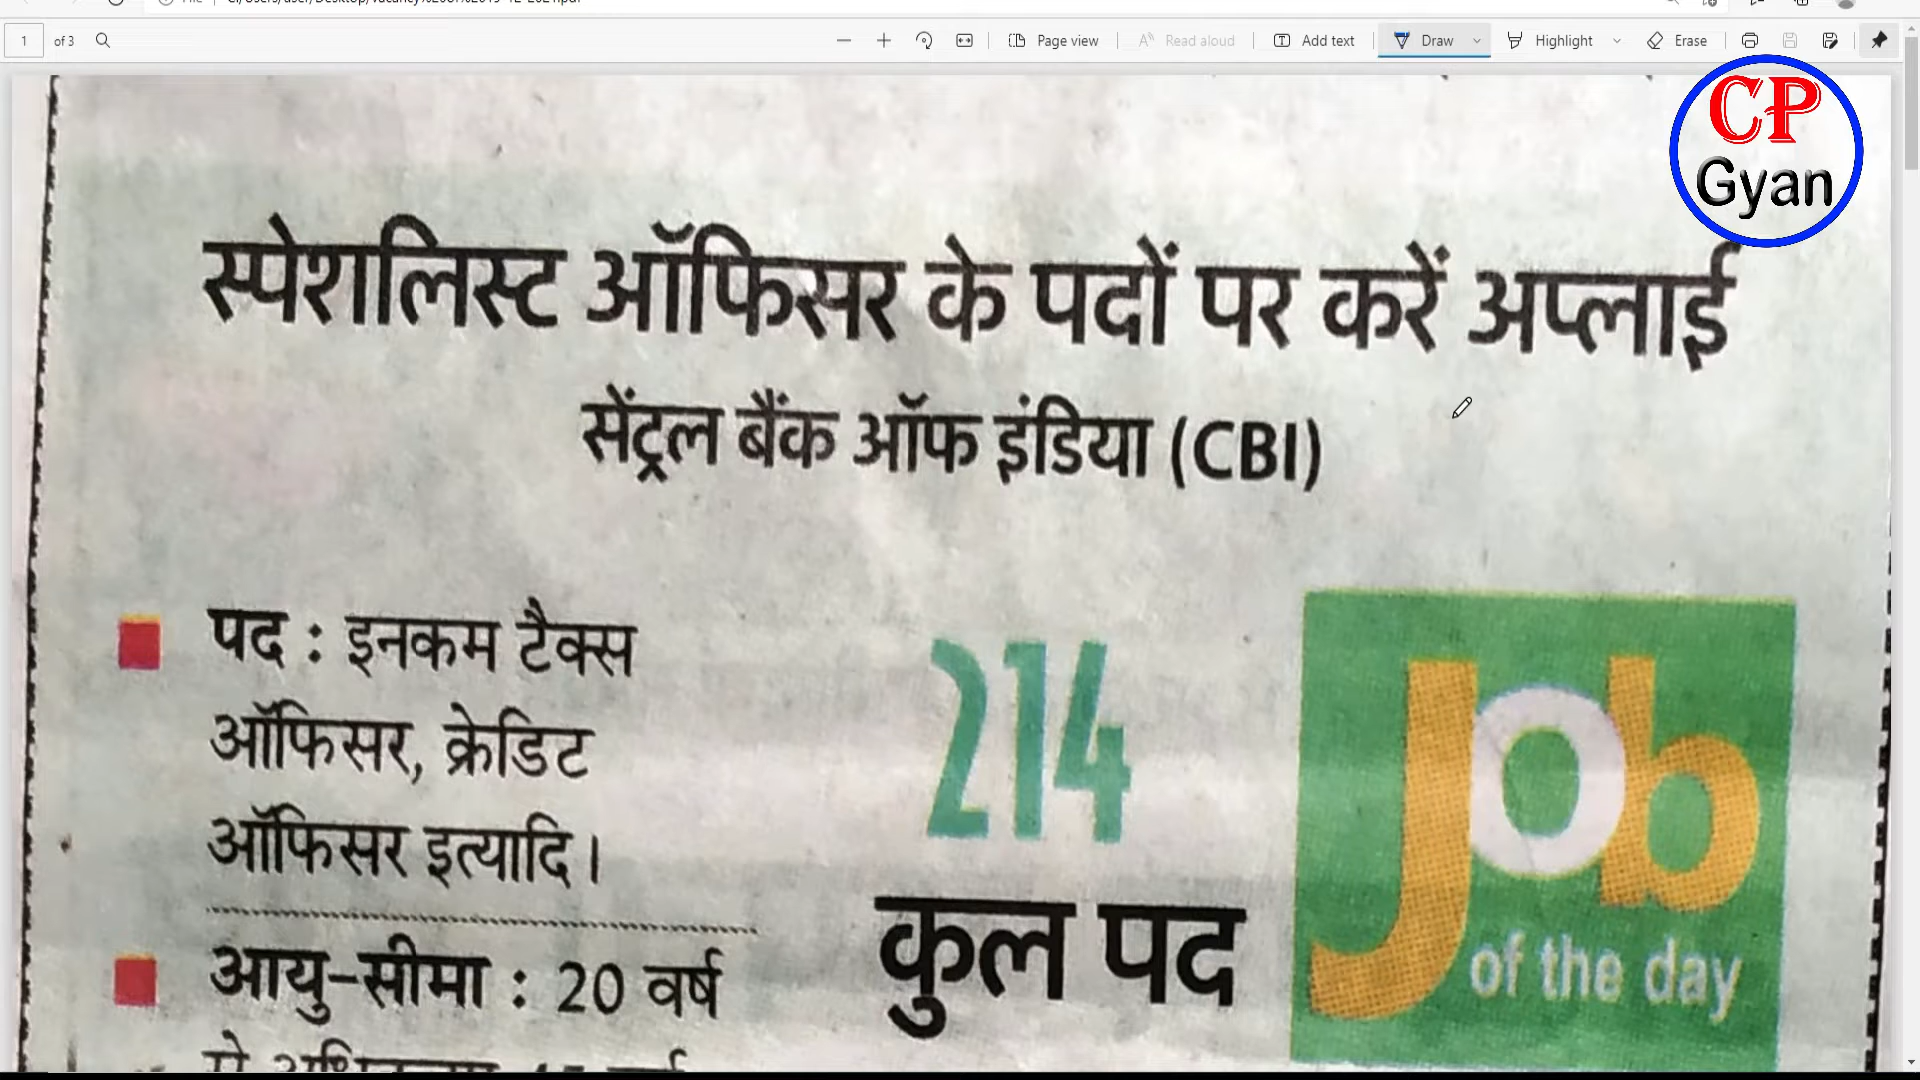 1 of 3
Page view
Read aloud
Add text
Draw
Highlight
Erase
CP
Gyan
स्पेशलिस्ट ऑफिसर के पदों पर करें अप्लाई
सेंट्रल बैंक ऑफ इंडिया (CBI)
पद : इनकम टैक्स
ऑफिसर, क्रेडिट
ऑफिसर इत्यादि।
214
कुल पद
Job
of the day
आयु-सीमा : 20 वर्ष